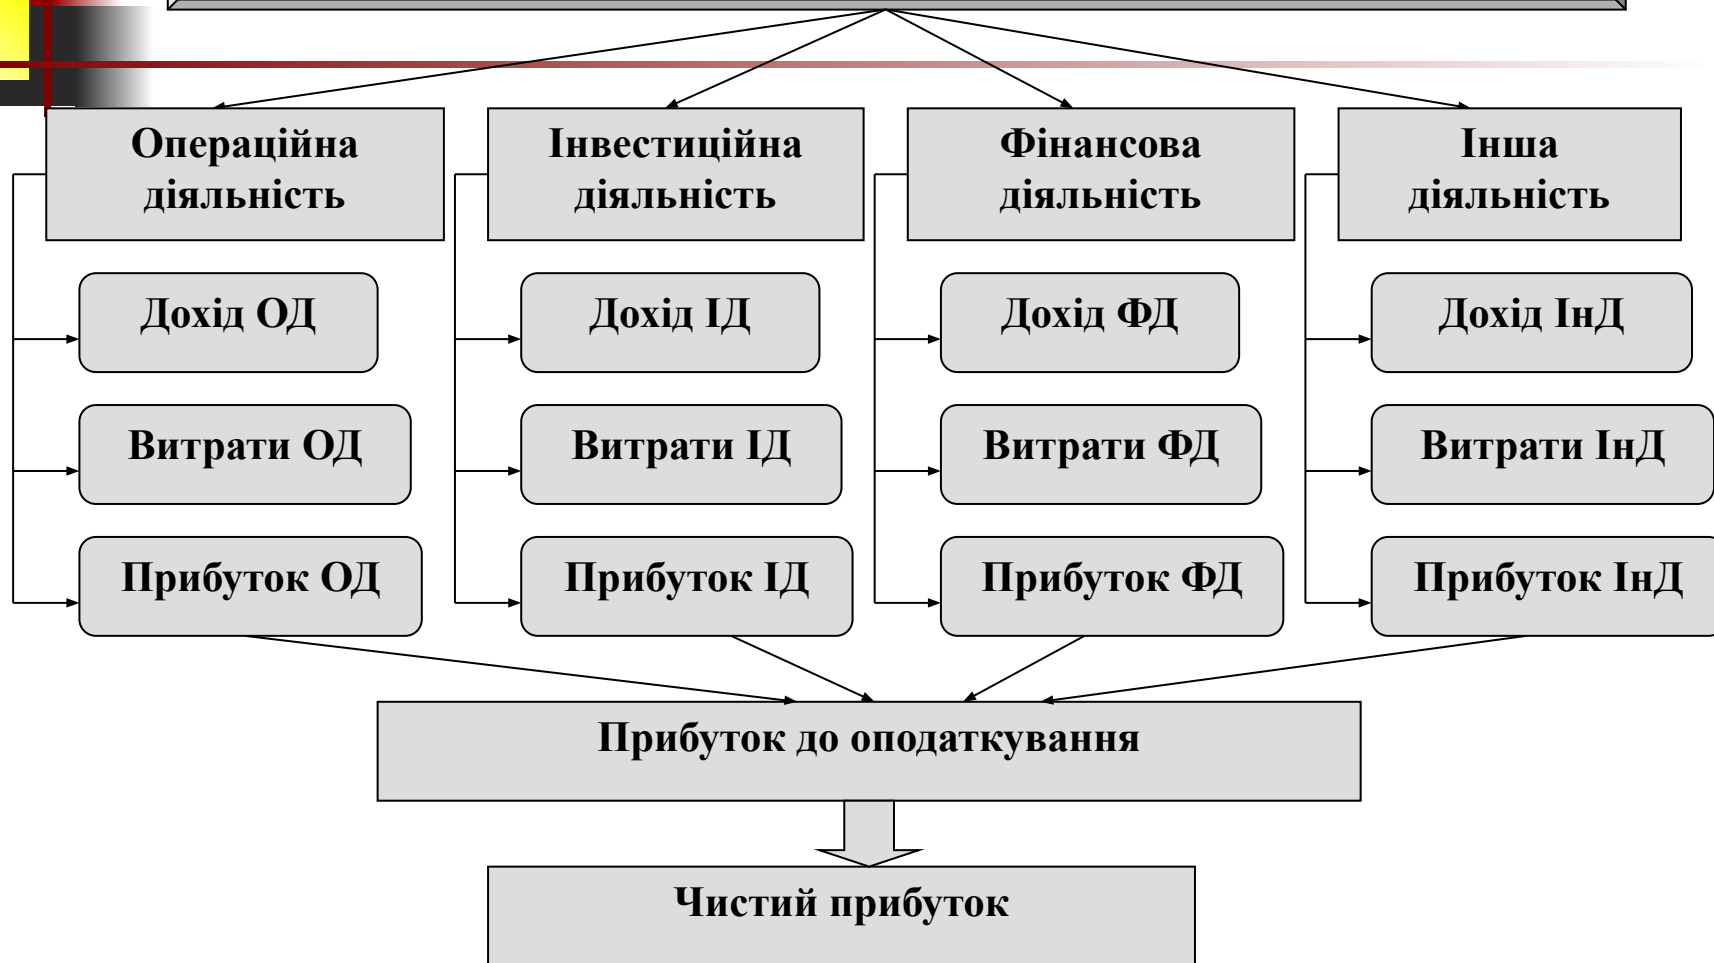 Операційна
діяльність
Інвестиційна
діяльність
Фінансова
діяльність
Інша
діяльність
Дохід ОД
Дохід ІД
Дохід ФД
Дохід ІнД
Витрати ОД
Витрати ІД
Витрати ФД
Витрати ІнД
Прибуток ОД
Прибуток ІД
Прибуток ФД
Прибуток ІнД
Прибуток до оподаткування
Чистий прибуток